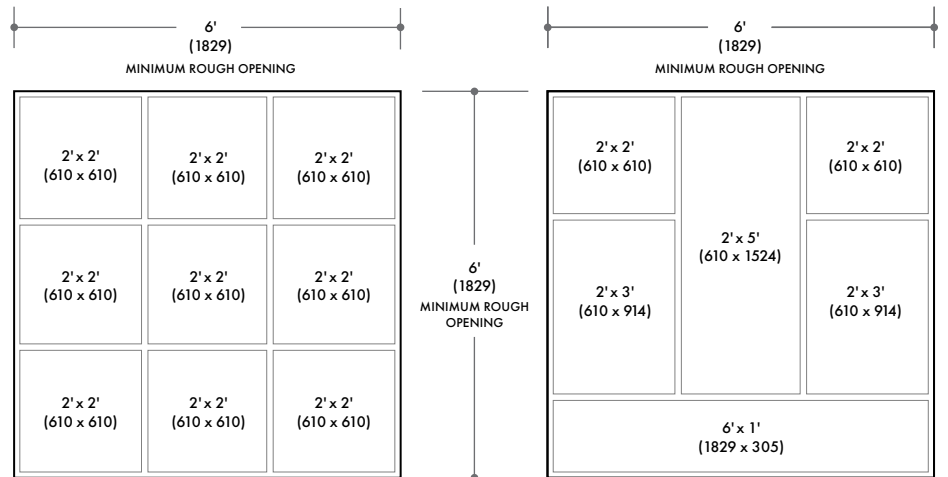 6'
(1829)
MINIMUM ROUGH OPENING
2' x 2'
(610 x 610)
2' x 2'
(610 x 610)
2' x 2'
(610 x 610)
2' x 2'
(610 x 610)
2' x 2'
(610 x 610)
2' x 2'
(610 x 610)
2' x 2'
(610 x 610)
2' x 2'
(610 x 610)
2' x 2'
(610 x 610)
6'
(1829)
MINIMUM ROUGH
OPENING
6'
(1829)
MINIMUM ROUGH OPENING
2' x 2'
(610 x 610)
2' x 5'
(610 x 1524)
2' x 2'
(610 x 610)
2' x 3'
(610 x 914)
2' x 3'
(610 x 914)
6' x 1'
(1829 x 305)